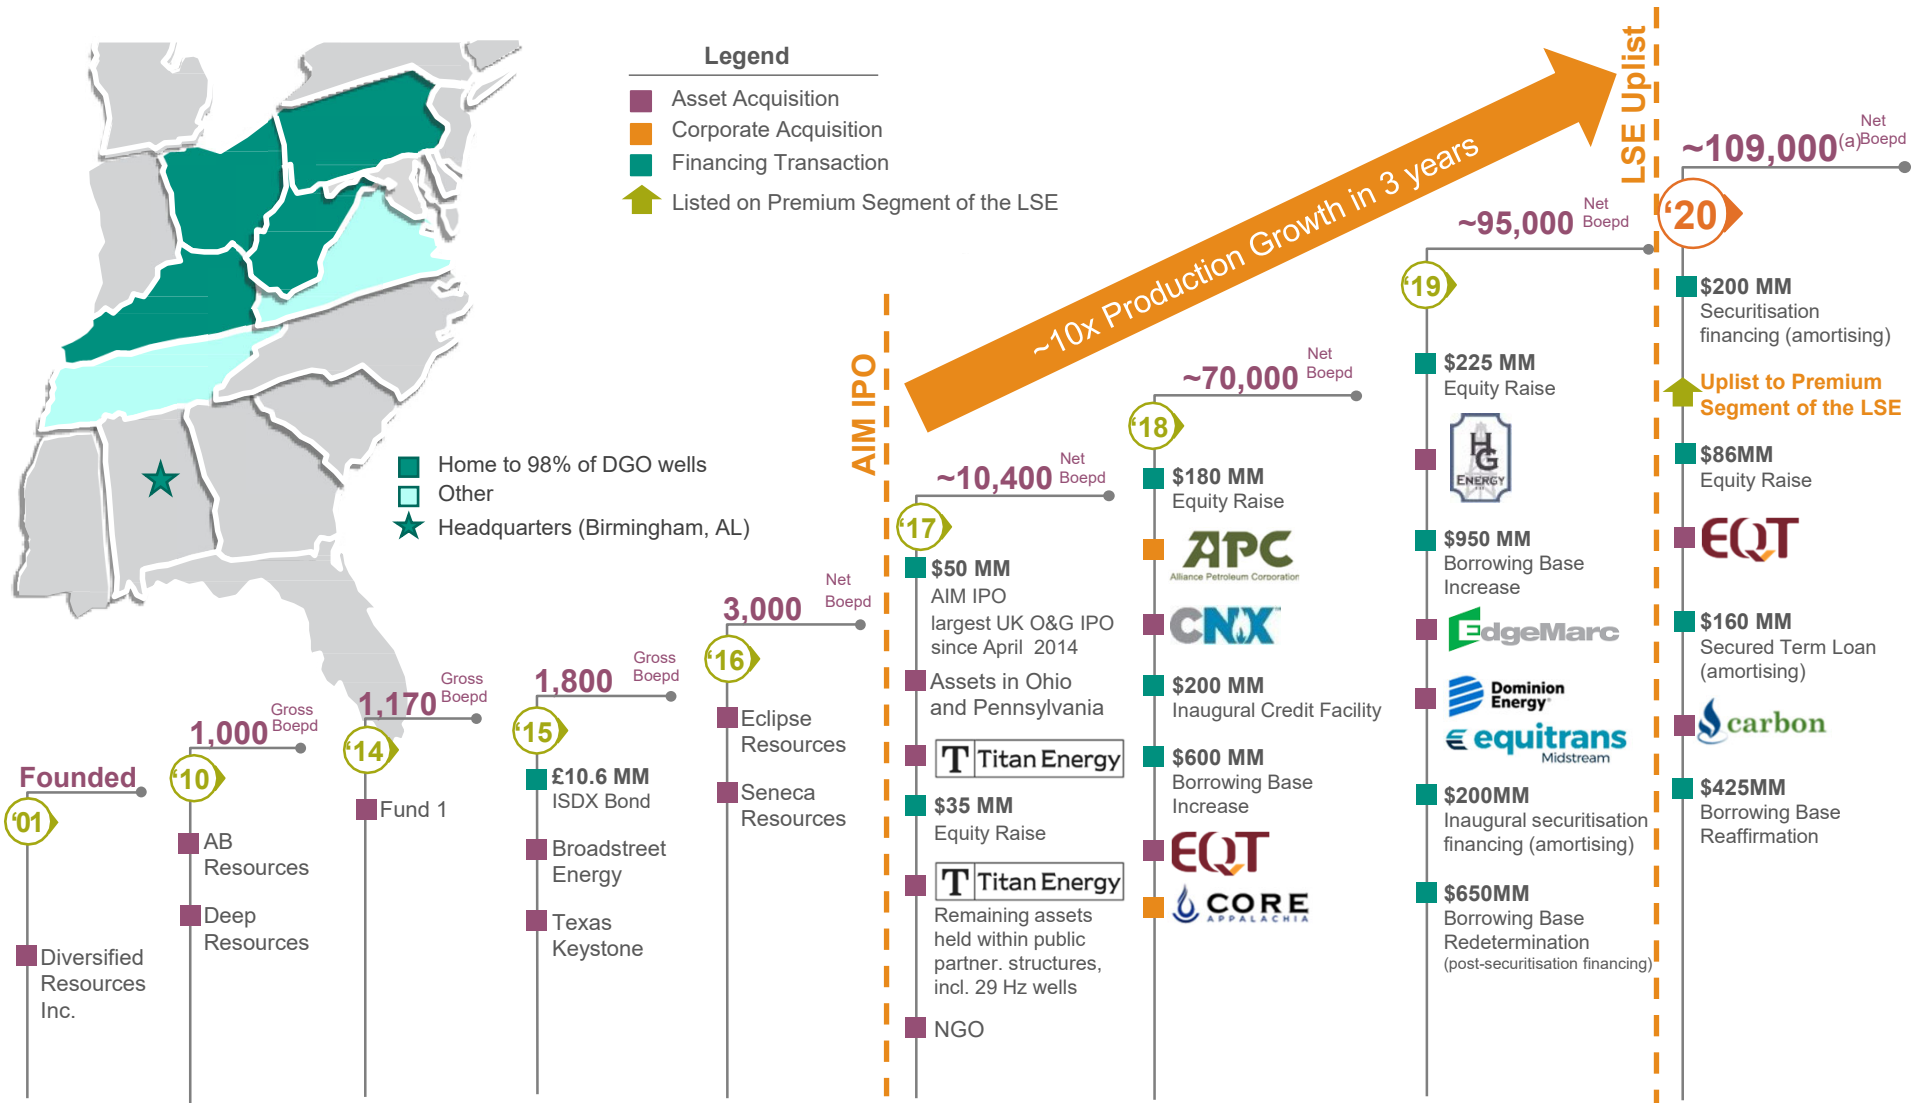 Legend
Asset Acquisition
Corporate Acquisition
Financing Transaction
Listed on Premium Segment of the LSE
Home to 98% of DGO wells
Other
Headquarters (Birmingham, AL)
~10x Production Growth in 3 years
AIM IPO
LSE Uplist
Founded
‘01
Diversified
Resources
Inc.
1,000
Gross
Boepd
‘10
AB
Resources
Deep
Resources
1,170
Gross
Boepd
‘14
Fund 1
1,800
Gross
Boepd
‘15
£10.6 MM
ISDX Bond
Broadstreet
Energy
Texas
Keystone
3,000
Net
Boepd
‘16
Eclipse
Resources
Seneca
Resources
~10,400
Net
Boepd
‘17
$50 MM
AIM IPO
largest UK O&G IPO
since April 2014
Assets in Ohio
and Pennsylvania
T Titan Energy
$35 MM
Equity Raise
T Titan Energy
Remaining assets
held within public
partner. structures,
incl. 29 Hz wells
NGO
~70,000
Net
Boepd
‘18
$180 MM
Equity Raise
APC
Alliance Petroleum Corporation
CNX
$200 MM
Inaugural Credit Facility
$600 MM
Borrowing Base
Increase
EQT
CORE
APPALACHIA
~95,000
Net
Boepd
‘19
$225 MM
Equity Raise
HG
ENERGY
$950 MM
Borrowing Base
Increase
EdgeMarc
Dominion
Energy
equitrans
Midstream
$200MM
Inaugural securitisation
financing (amortising)
$650MM
Borrowing Base
Redetermination
(post-securitisation financing)
~109,000(a)
Net
Boepd
‘20
$200 MM
Securitisation
financing (amortising)
Uplist to Premium
Segment of the LSE
$86MM
Equity Raise
EQT
$160 MM
Secured Term Loan
(amortising)
carbon
$425MM
Borrowing Base
Reaffirmation